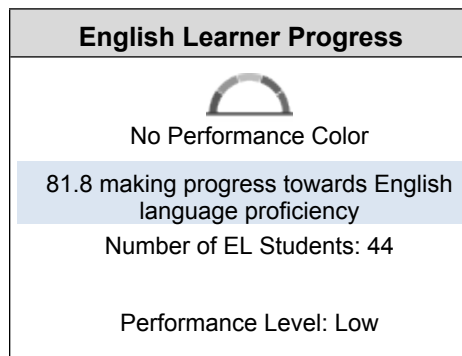 English Learner Progress
No Performance Color
81.8 making progress towards English
language proficiency
Number of EL Students: 44
Performance Level: Low